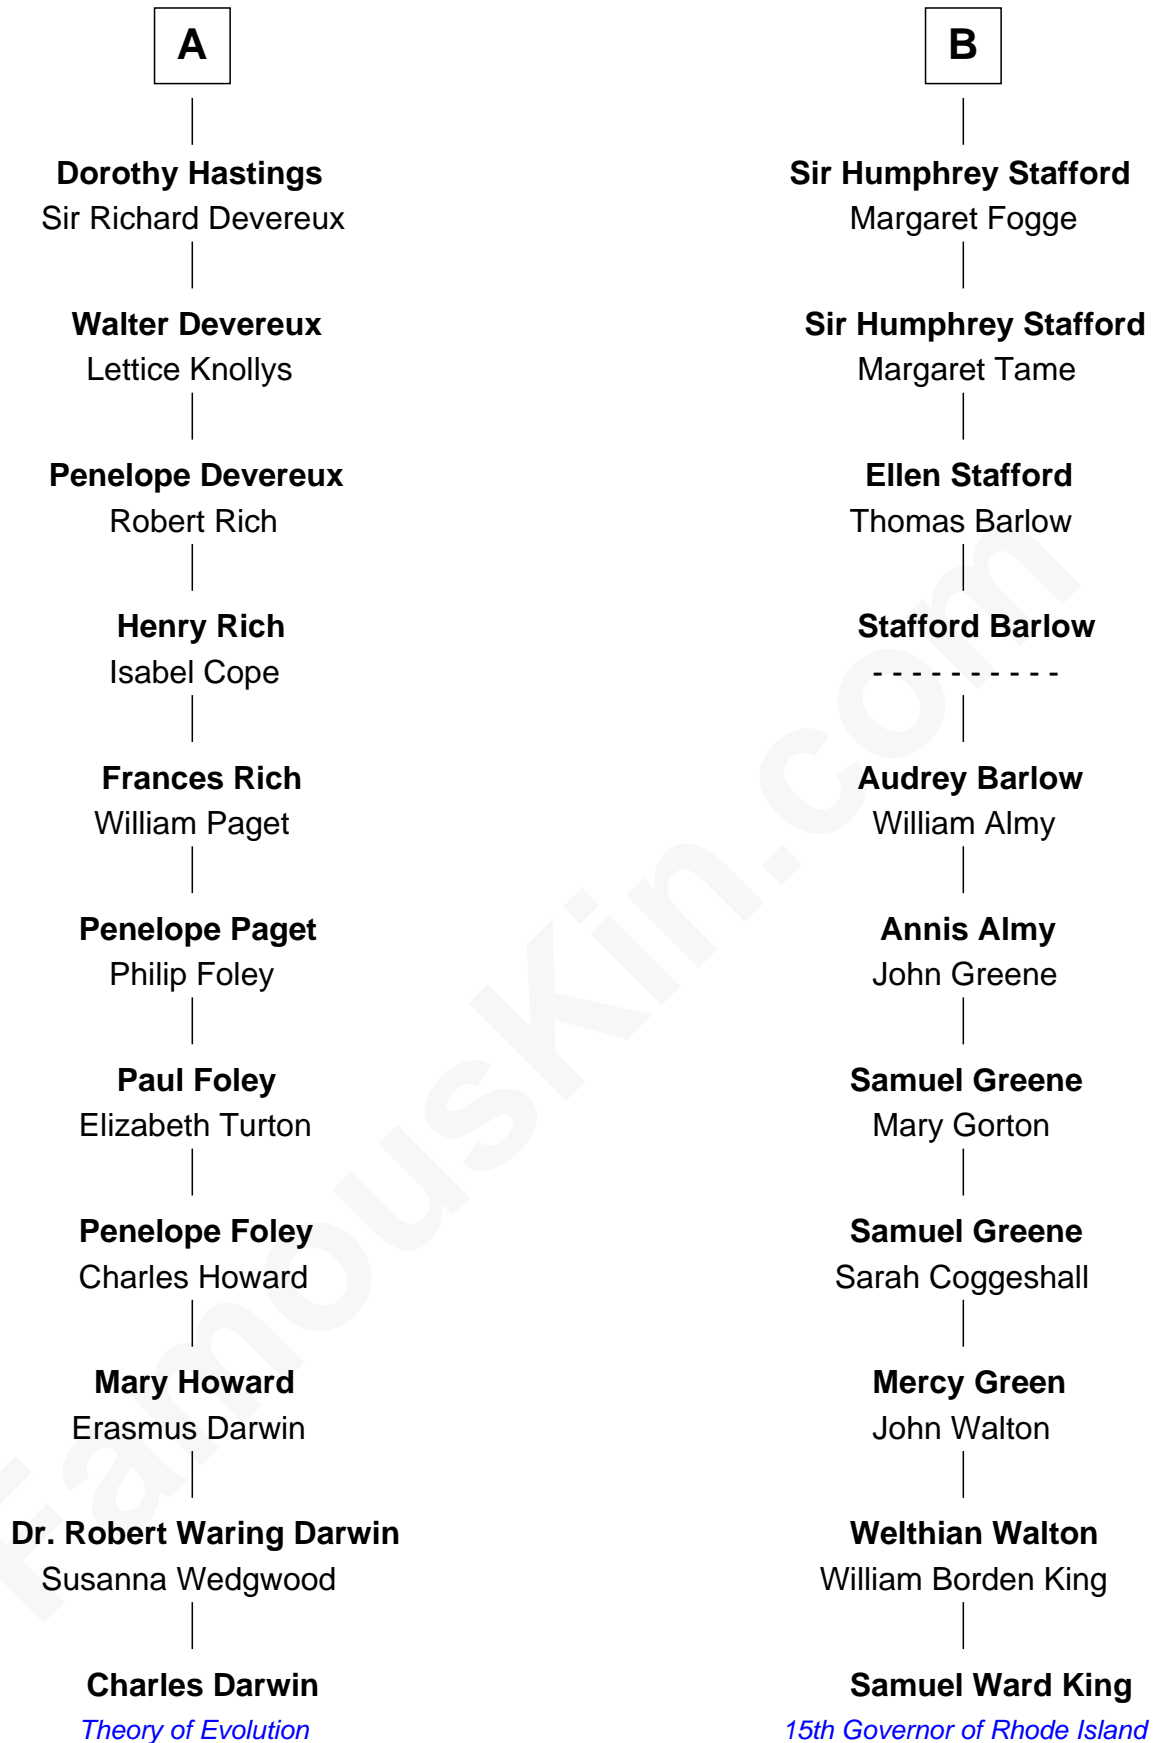 A
Dorothy Hastings
Sir Richard Devereux
Walter Devereux
Lettice Knollys
Penelope Devereux
Robert Rich
Henry Rich
Isabel Cope
Frances Rich
William Paget
Penelope Paget
Philip Foley
Paul Foley
Elizabeth Turton
Penelope Foley
Charles Howard
Mary Howard
Erasmus Darwin
Dr. Robert Waring Darwin
Susanna Wedgwood
Charles Darwin
Theory of Evolution
B
Sir Humphrey Stafford
Margaret Fogge
Sir Humphrey Stafford
Margaret Tame
Ellen Stafford
Thomas Barlow
Stafford Barlow
- - - - - - - - - -
Audrey Barlow
William Almy
Annis Almy
John Greene
Samuel Greene
Mary Gorton
Samuel Greene
Sarah Coggeshall
Mercy Green
John Walton
Welthian Walton
William Borden King
Samuel Ward King
15th Governor of Rhode Island
FamousKin.com